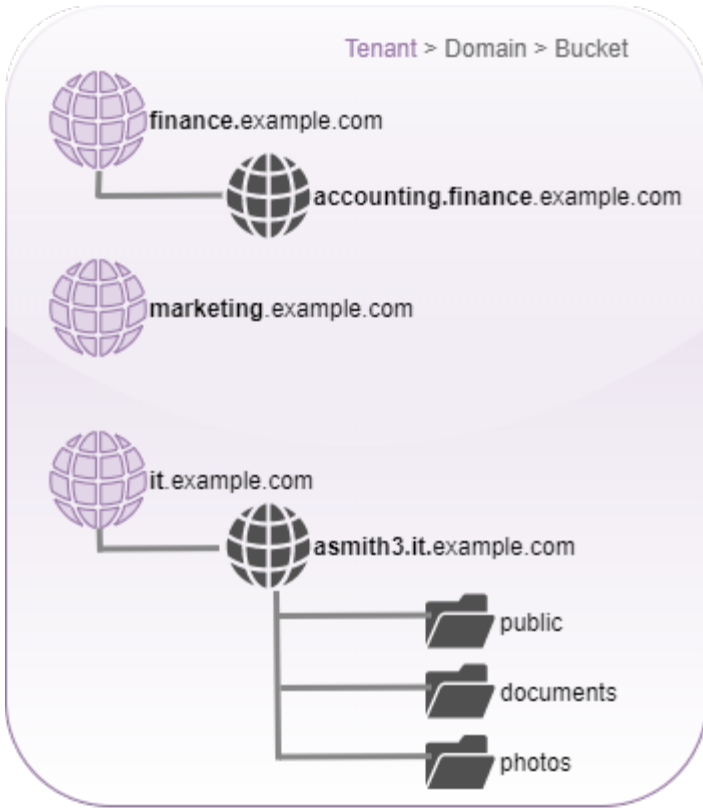 Tenant > Domain > Bucket
finance.example.com
accounting.finance.example.com
marketing.example.com
it.example.com
asmith3.it.example.com
public
documents
photos